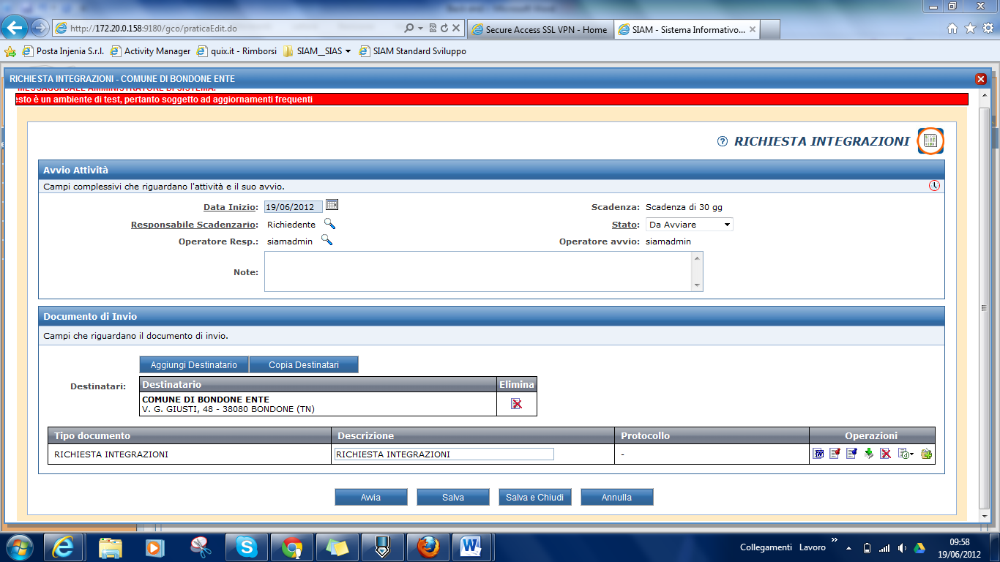 http://172.20.0.158:9180/gco/praticaEdit.do
Secure Access SSL VPN - Home
SIAM - Sistema Informativo...
Posta Injenia S.r.l.
Activity Manager
quix.it - Rimborsi
SIAM__SIAS
SIAM Standard Sviluppo
RICHIESTA INTEGRAZIONI - COMUNE DI BONDONE ENTE
MESSAGGI DALL'AMMINISTRATORE DI SISTEMA:
esto è un ambiente di test, pertanto soggetto ad aggiornamenti frequenti
RICHIESTA INTEGRAZIONI
Avvio Attività
Campi complessivi che riguardano l'attività e il suo avvio.
Data Inizio: 19/06/2012 Scadenza: Scadenza di 30 gg
Responsabile Scadenzario: Richiedente Stato: Da Avviare
Operatore Resp.: siamadmin Operatore avvio: siamadmin
Note:
Documento di Invio
Campi che riguardano il documento di invio.
Aggiungi Destinatario Copia Destinatari
Destinatari:
Destinatario Elimina
COMUNE DI BONDONE ENTE
V. G. GIUSTI, 48 - 38080 BONDONE (TN)
Tipo documento Descrizione Protocollo Operazioni
RICHIESTA INTEGRAZIONI RICHIESTA INTEGRAZIONI -
Avvia Salva Salva e Chiudi Annulla
Collegamenti Lavoro
09:58
19/06/2012